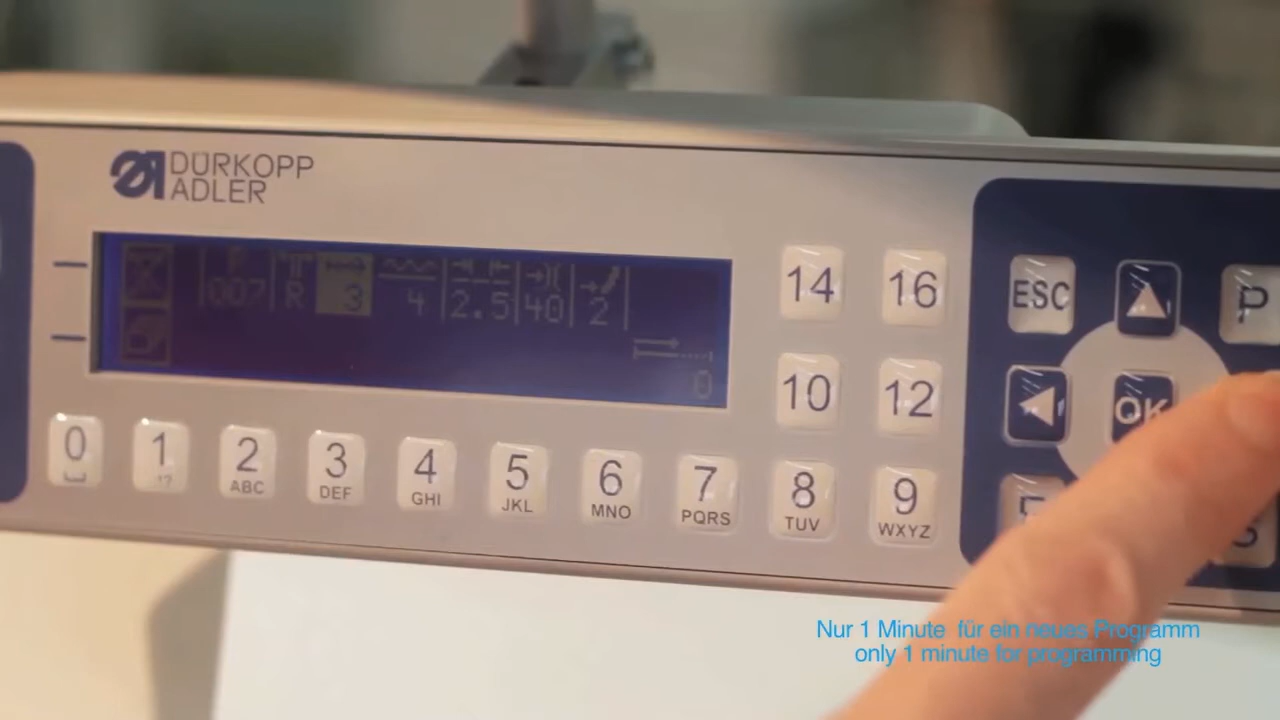 DÜRKOPP
ADLER
007 R 3 4 2.5 40 2
0
14 16
10 12
ESC P
OK
0 1 2 3 4 5 6 7 8 9
.!? ABC DEF GHI JKL MNO PQRS TUV WXYZ
S
Nur 1 Minute für ein neues Programm
only 1 minute for programming